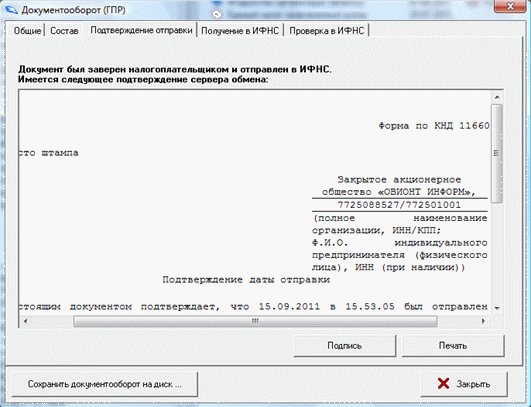 Документооборот (ГПР)
Общие Состав Подтверждение отправки Получение в ИФНС Проверка в ИФНС
Документ был заверен налогоплательщиком и отправлен в ИФНС.
Имеется следующее подтверждение сервера обмена:
Форма по КНД 11660
сто штампа
Закрытое акционерное
общество «ОВИОНТ ИНФОРМ»,
7725088527/772501001
(полное наименование
организации, ИНН/КПП;
Ф.И.О. индивидуального
предпринимателя (физического
лица), ИНН (при наличии))
Подтверждение даты отправки
стоящим документом подтверждает, что 15.09.2011 в 15.53.05 был отправлен
Подпись Печать
Сохранить документооборот на диск ... Закрыть